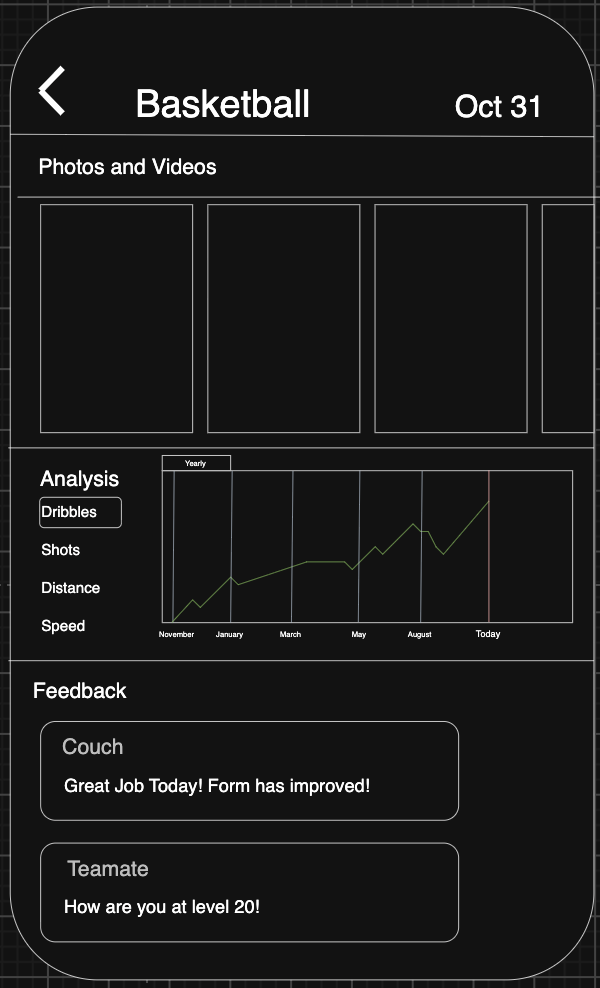 Basketball Oct 31
Photos and Videos
Analysis
Dribbles
Shots
Distance
Speed
Yearly
November January March May August Today
Feedback
Couch
Great Job Today! Form has improved!
Teamate
How are you at level 20!